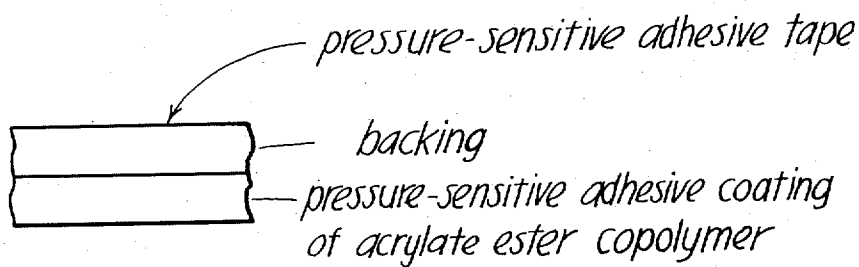 pressure-sensitive adhesive tape
backing
pressure-sensitive adhesive coating
of acrylate ester copolymer